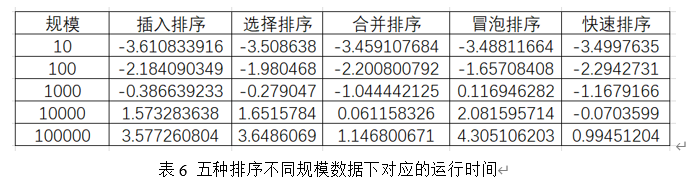 规模 插入排序 选择排序 合并排序 冒泡排序 快速排序
10 -3.610833916 -3.508638 -3.459107684 -3.48811664 -3.4997635
100 -2.184090349 -1.980468 -2.200800792 -1.65708408 -2.2942731
1000 -0.386639233 -0.279047 -1.044442125 0.116946282 -1.1679166
10000 1.573283638 1.6515784 0.061158326 2.081595714 -0.0703599
100000 3.577260804 3.6486069 1.146800671 4.305106203 0.99451204
表 6 五种排序不同规模数据下对应的运行时间